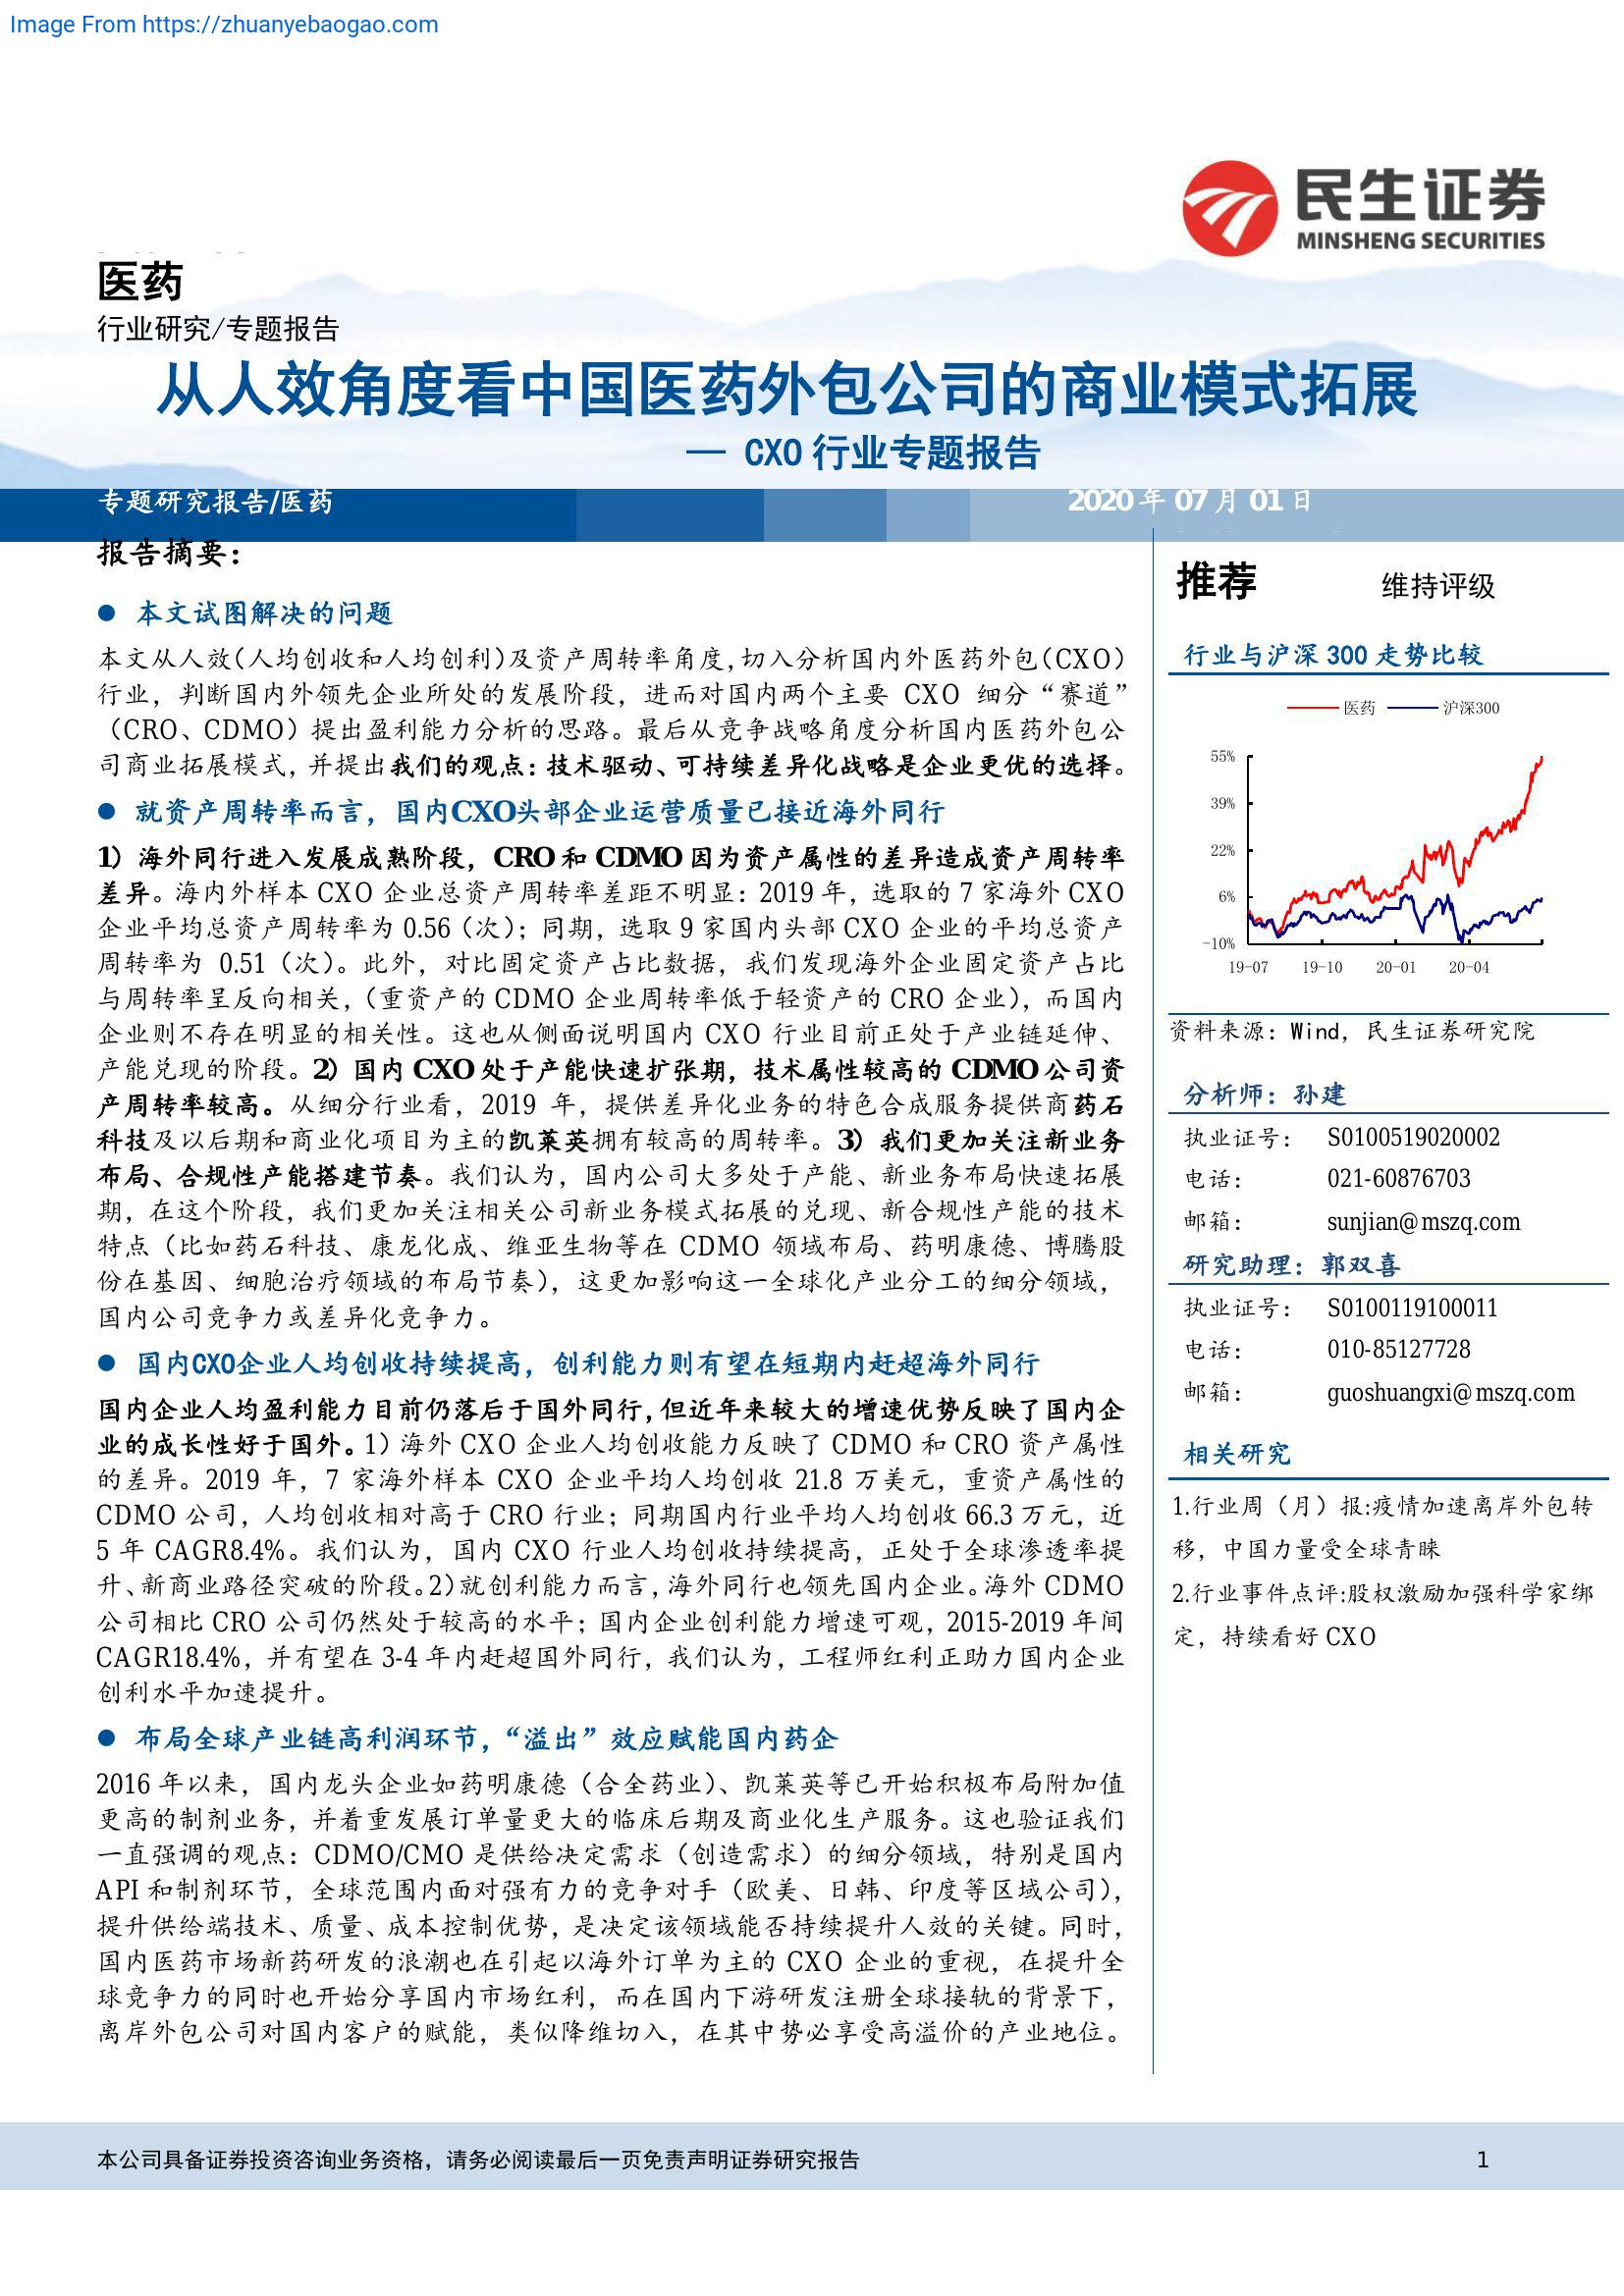 Image From https://zhuanyebaogao.com
民生证券
MINSHENG SECURITIES
医药
行业研究/专题报告
从人效角度看中国医药外包公司的商业模式拓展
— CXO 行业专题报告
专题研究报告/医药
2020 年 07 月 01 日
报告摘要：
● 本文试图解决的问题
本文从人效(人均创收和人均创利)及资产周转率角度,切入分析国内外医药外包(CXO)
行业，判断国内外领先企业所处的发展阶段，进而对国内两个主要 CXO 细分“赛道”
（CRO、CDMO）提出盈利能力分析的思路。最后从竞争战略角度分析国内医药外包公
司商业拓展模式, 并提出我们的观点：技术驱动、可持续差异化战略是企业更优的选择。
● 就资产周转率而言，国内CXO头部企业运营质量已接近海外同行
1）海外同行进入发展成熟阶段，CRO 和 CDMO 因为资产属性的差异造成资产周转率
差异。海内外样本 CXO 企业总资产周转率差距不明显：2019 年，选取的 7 家海外 CXO
企业平均总资产周转率为 0.56（次）；同期，选取 9 家国内头部 CXO 企业的平均总资产
周转率为 0.51（次）。此外，对比固定资产占比数据，我们发现海外企业固定资产占比
与周转率呈反向相关，（重资产的 CDMO 企业周转率低于轻资产的 CRO 企业），而国内
企业则不存在明显的相关性。这也从侧面说明国内 CXO 行业目前正处于产业链延伸、
产能兑现的阶段。2）国内 CXO 处于产能快速扩张期，技术属性较高的 CDMO 公司资
产周转率较高。从细分行业看，2019 年，提供差异化业务的特色合成服务提供商药石
科技及以后期和商业化项目为主的凯莱英拥有较高的周转率。3）我们更加关注新业务
布局、合规性产能搭建节奏。我们认为，国内公司大多处于产能、新业务布局快速拓展
期，在这个阶段，我们更加关注相关公司新业务模式拓展的兑现、新合规性产能的技术
特点（比如药石科技、康龙化成、维亚生物等在 CDMO 领域布局、药明康德、博腾股
份在基因、细胞治疗领域的布局节奏），这更加影响这一全球化产业分工的细分领域，
国内公司竞争力或差异化竞争力。
● 国内CXO企业人均创收持续提高，创利能力则有望在短期内赶超海外同行
国内企业人均盈利能力目前仍落后于国外同行,但近年来较大的增速优势反映了国内企
业的成长性好于国外。1）海外 CXO 企业人均创收能力反映了 CDMO 和 CRO 资产属性
的差异。2019 年，7 家海外样本 CXO 企业平均人均创收 21.8 万美元，重资产属性的
CDMO 公司，人均创收相对高于 CRO 行业；同期国内行业平均人均创收 66.3 万元，近
5 年 CAGR8.4%。我们认为，国内 CXO 行业人均创收持续提高，正处于全球渗透率提
升、新商业路径突破的阶段。2)就创利能力而言,海外同行也领先国内企业。海外 CDMO
公司相比 CRO 公司仍然处于较高的水平；国内企业创利能力增速可观，2015-2019 年间
CAGR18.4%，并有望在 3-4 年内赶超国外同行，我们认为，工程师红利正助力国内企业
创利水平加速提升。
● 布局全球产业链高利润环节，“溢出”效应赋能国内药企
2016 年以来，国内龙头企业如药明康德（合全药业）、凯莱英等已开始积极布局附加值
更高的制剂业务，并着重发展订单量更大的临床后期及商业化生产服务。这也验证我们
一直强调的观点：CDMO/CMO 是供给决定需求（创造需求）的细分领域，特别是国内
API 和制剂环节，全球范围内面对强有力的竞争对手（欧美、日韩、印度等区域公司），
提升供给端技术、质量、成本控制优势，是决定该领域能否持续提升人效的关键。同时，
国内医药市场新药研发的浪潮也在引起以海外订单为主的 CXO 企业的重视，在提升全
球竞争力的同时也开始分享国内市场红利，而在国内下游研发注册全球接轨的背景下，
离岸外包公司对国内客户的赋能，类似降维切入，在其中势必享受高溢价的产业地位。
推荐 维持评级
行业与沪深 300 走势比较
医药 沪深300
55%
39%
22%
6%
-10%
19-07 19-10 20-01 20-04
资料来源：Wind，民生证券研究院
分析师：孙建
执业证号： S0100519020002
电话： 021-60876703
邮箱： sunjian@mszq.com
研究助理：郭双喜
执业证号： S0100119100011
电话： 010-85127728
邮箱： guoshuangxi@mszq.com
相关研究
1.行业周（月）报:疫情加速离岸外包转
移，中国力量受全球青睐
2.行业事件点评:股权激励加强科学家绑
定，持续看好 CXO
本公司具备证券投资咨询业务资格，请务必阅读最后一页免责声明证券研究报告 1